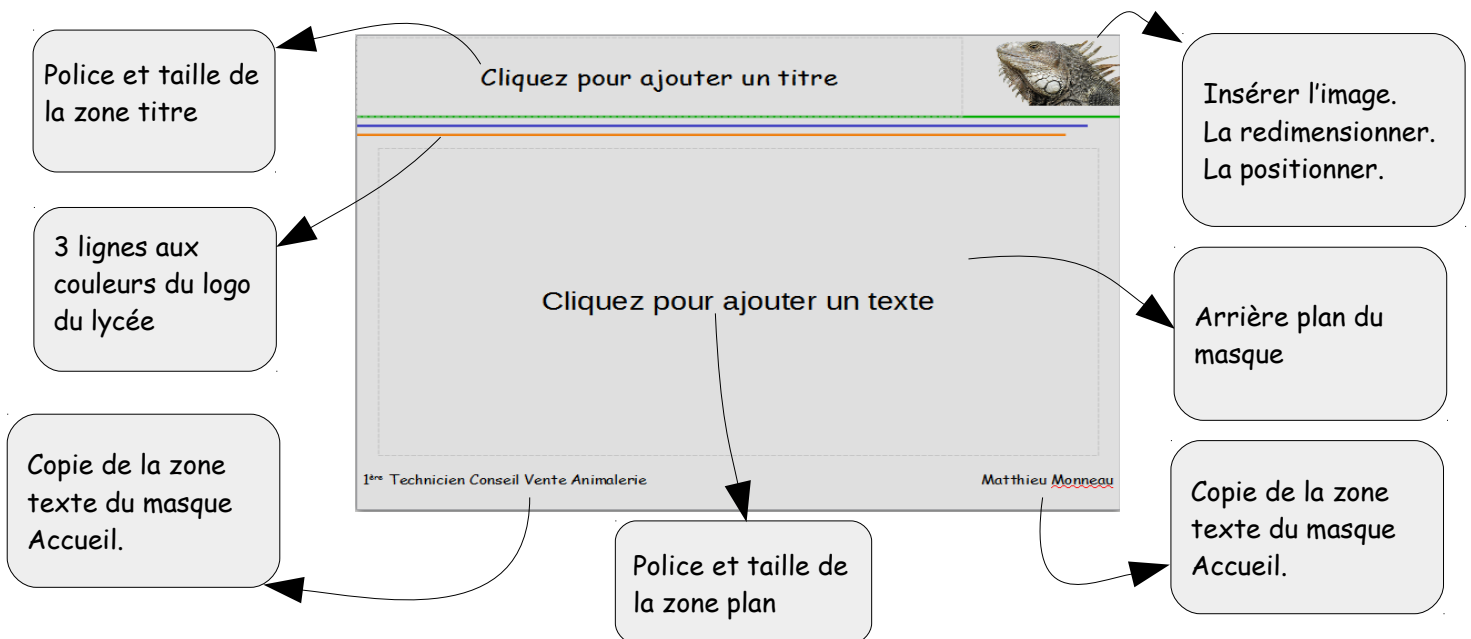 Police et taille de
la zone titre
Cliquez pour ajouter un titre
Insérer l'image.
La redimensionner.
La positionner.
3 lignes aux
couleurs du logo
du lycée
Cliquez pour ajouter un texte
Arrière plan du
masque
Copie de la zone
texte du masque
Accueil.
1ère Technicien Conseil Vente Animalerie
Matthieu Monneau
Copie de la zone
texte du masque
Accueil.
Police et taille de
la zone plan